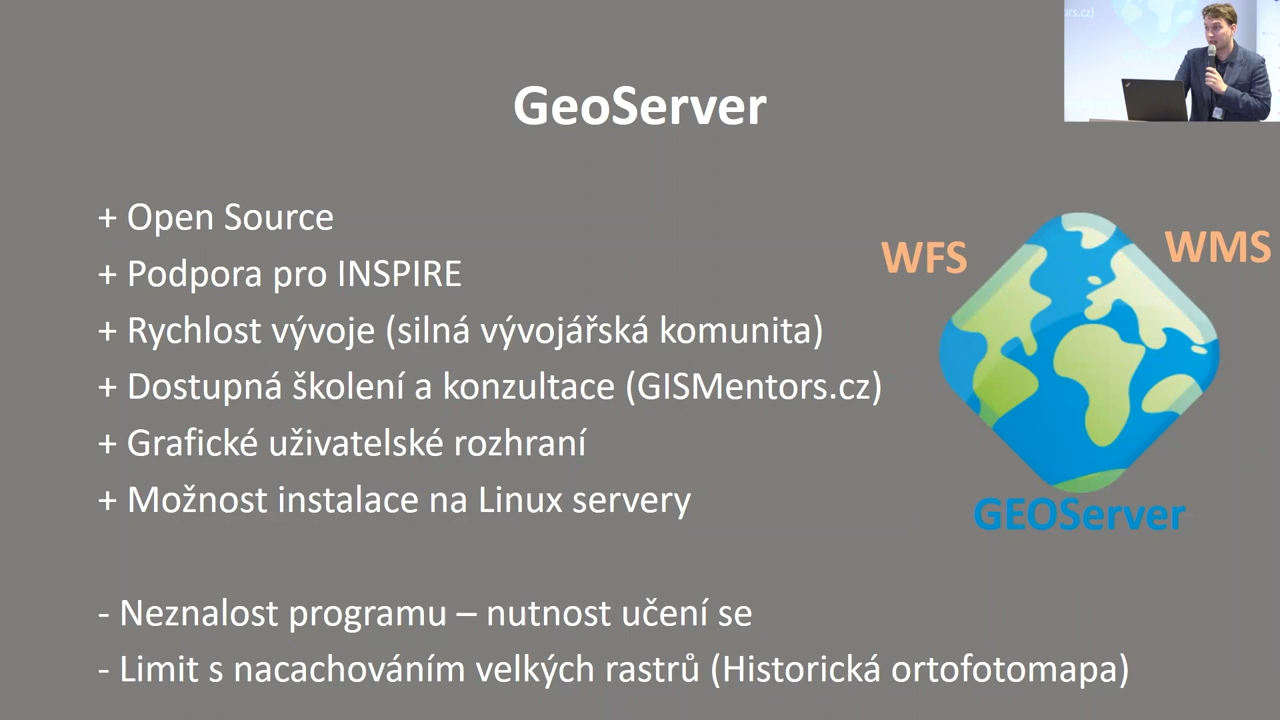 GeoServer
+ Open Source
+ Podpora pro INSPIRE
+ Rychlost vývoje (silná vývojářská komunita)
+ Dostupná školení a konzultace (GISMentors.cz)
+ Grafické uživatelské rozhraní
+ Možnost instalace na Linux servery
- Neznalost programu – nutnost učení se
- Limit s nacachováním velkých rastrů (Historická ortofotomapa)
WFS
WMS
GEOServer
ors.cz)